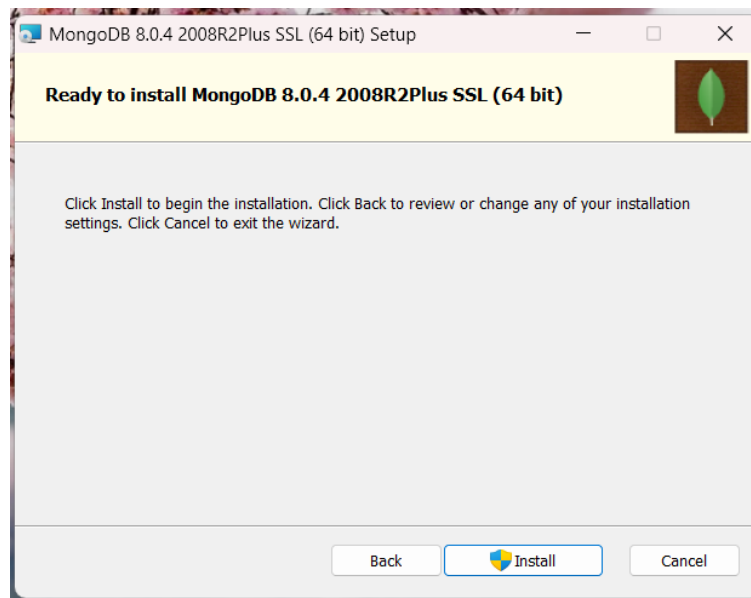 MongoDB 8.0.4 2008R2Plus SSL (64 bit) Setup
Ready to install MongoDB 8.0.4 2008R2Plus SSL (64 bit)
Click Install to begin the installation. Click Back to review or change any of your installation
settings. Click Cancel to exit the wizard.
Back Install Cancel